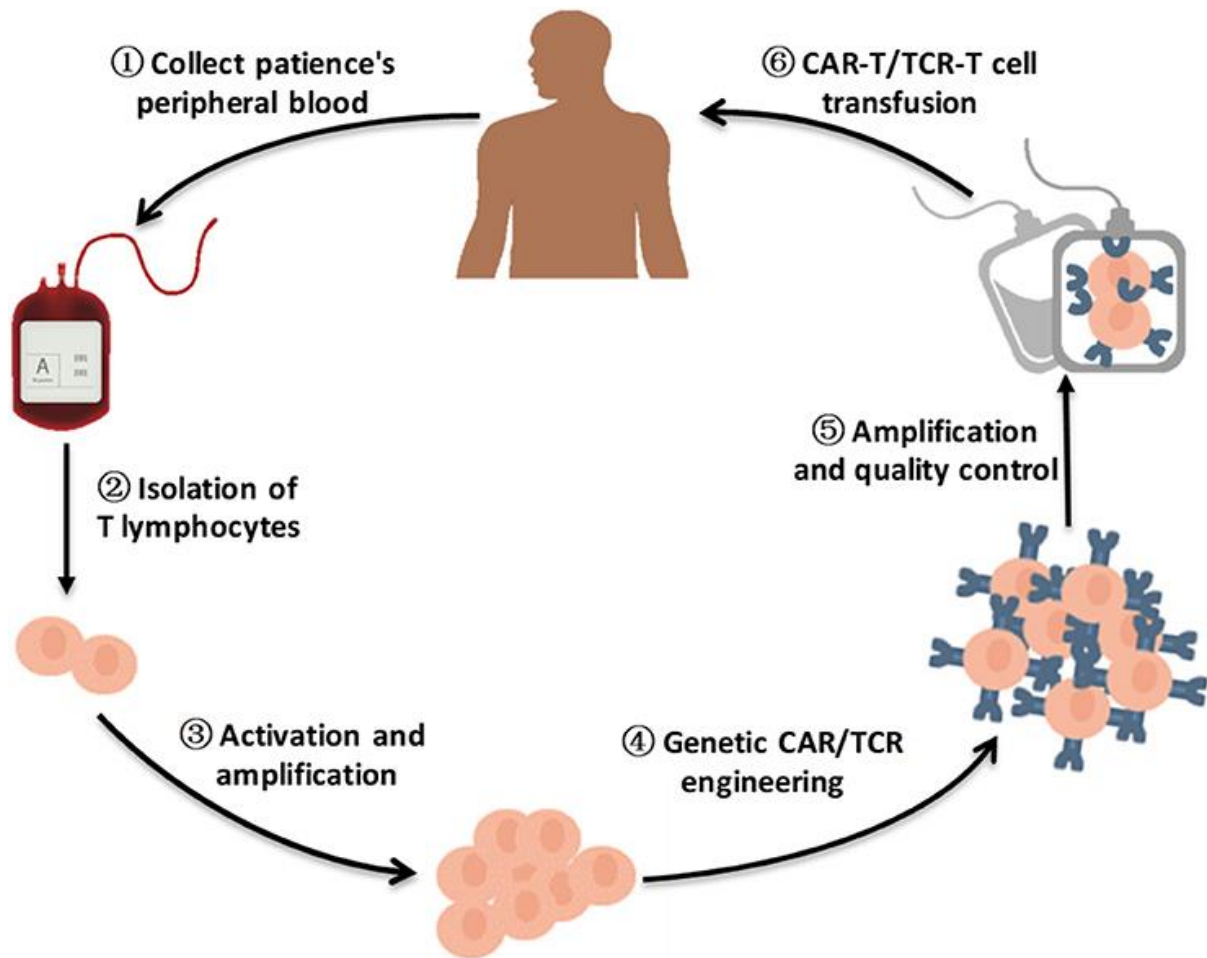 ① Collect patience's
peripheral blood
⑥ CAR-T/TCR-T cell
transfusion
A
② Isolation of
T lymphocytes
⑤ Amplification
and quality control
③ Activation and
amplification
④ Genetic CAR/TCR
engineering